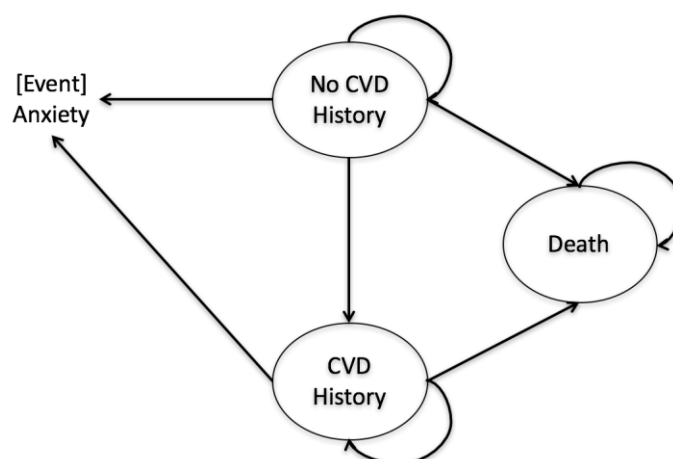 [Event]
Anxiety
No CVD
History
Death
CVD
History